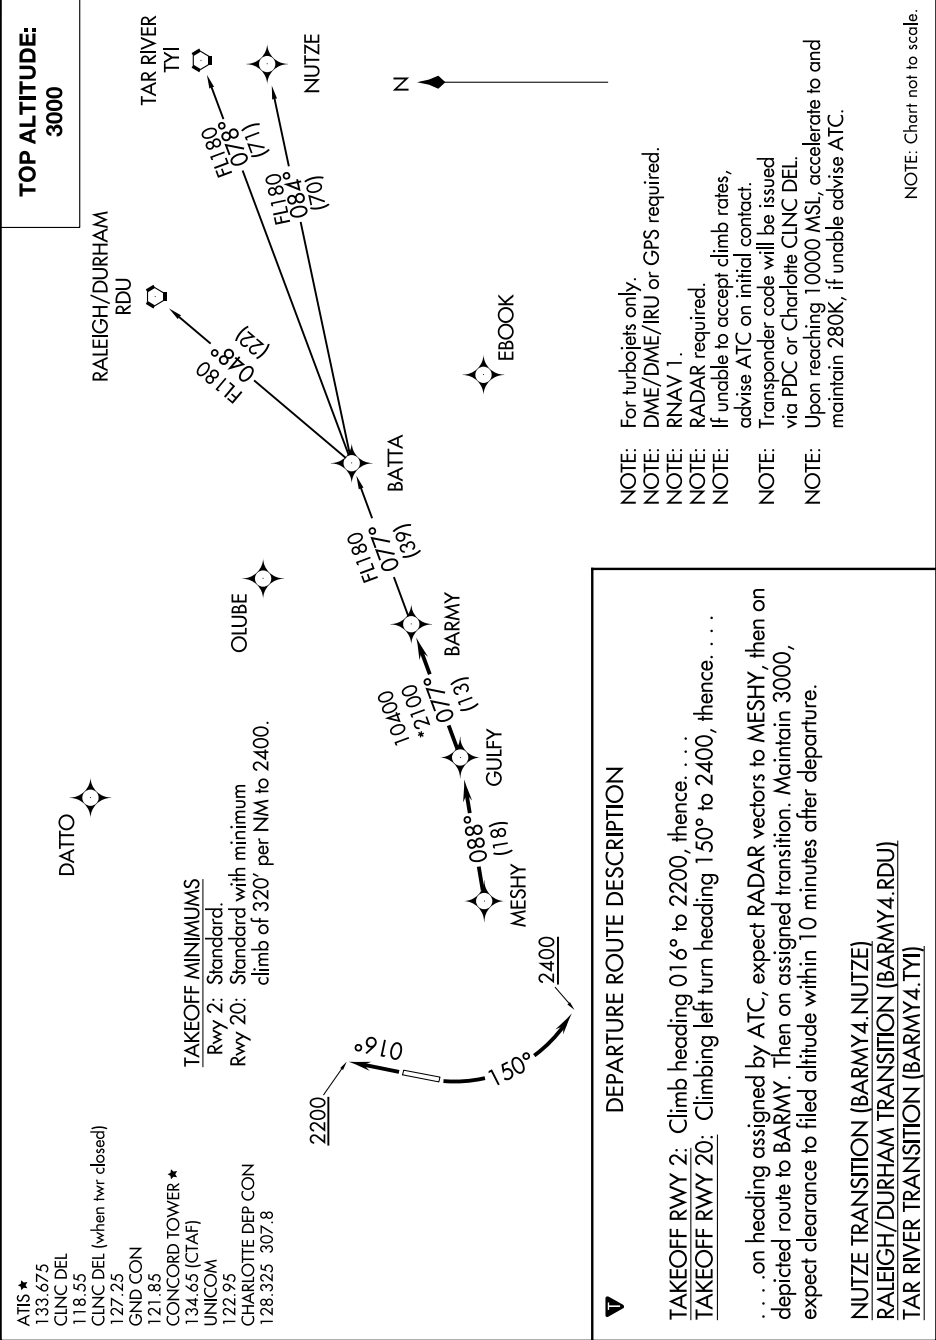 TOP ALTITUDE:
3000
ATIS ★
133.675
CLNC DEL
118.55
CLNC DEL (when twr closed)
127.25
GND CON
121.85
CONCORD TOWER ★
134.65 (CTAF)
UNICOM
122.95
CHARLOTTE DEP CON
128.325 307.8
DATTO
TAKEOFF MINIMUMS
Rwy 2: Standard.
Rwy 20: Standard with minimum
climb of 320' per NM to 2400.
OLUBE
RALEIGH/DURHAM
RDU
TAR RIVER
TYI
NUTZE
FL180
048°
(22)
FL180
078°
(71)
FL180
084°
(70)
BATTA
FL180
077°
(39)
BARMY
10400
*2100
077°
(13)
GULFY
088°
(18)
MESHY
EBOOK
N
2200
016°
150°
2400
NOTE: For turbojets only.
NOTE: DME/DME/IRU or GPS required.
NOTE: RNAV 1.
NOTE: RADAR required.
NOTE: If unable to accept climb rates,
advise ATC on initial contact.
NOTE: Transponder code will be issued
via PDC or Charlotte CLNC DEL.
NOTE: Upon reaching 10000 MSL, accelerate to and
maintain 280K, if unable advise ATC.
NOTE: Chart not to scale.
T
DEPARTURE ROUTE DESCRIPTION
TAKEOFF RWY 2: Climb heading 016° to 2200, thence. . . .
TAKEOFF RWY 20: Climbing left turn heading 150° to 2400, thence. . . .
. . . .on heading assigned by ATC, expect RADAR vectors to MESHY, then on
depicted route to BARMY. Then on assigned transition. Maintain 3000,
expect clearance to filed altitude within 10 minutes after departure.
NUTZE TRANSITION (BARMY4.NUTZE)
RALEIGH/DURHAM TRANSITION (BARMY4.RDU)
TAR RIVER TRANSITION (BARMY4.TYI)